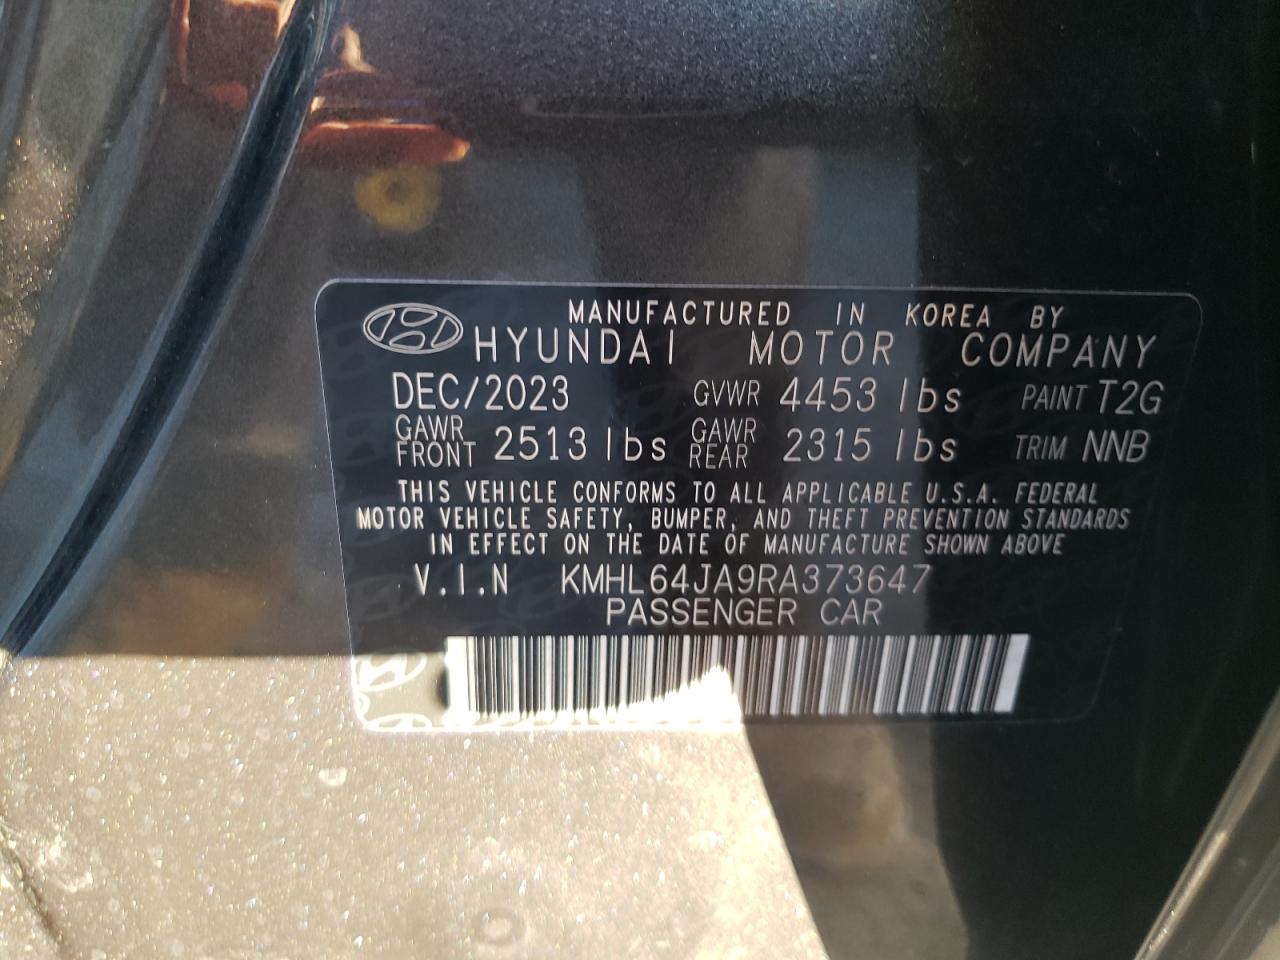 MANUFACTURED IN KOREA BY
HYUNDAI MOTOR COMPANY
DEC/2023 GVWR 4453 lbs PAINT T2G
GAWR FRONT 2513 lbs GAWR REAR 2315 lbs TRIM NNB
THIS VEHICLE CONFORMS TO ALL APPLICABLE U.S.A. FEDERAL
MOTOR VEHICLE SAFETY, BUMPER, AND THEFT PREVENTION STANDARDS
IN EFFECT ON THE DATE OF MANUFACTURE SHOWN ABOVE
V.I.N KMHL64JA9RA373647
PASSENGER CAR